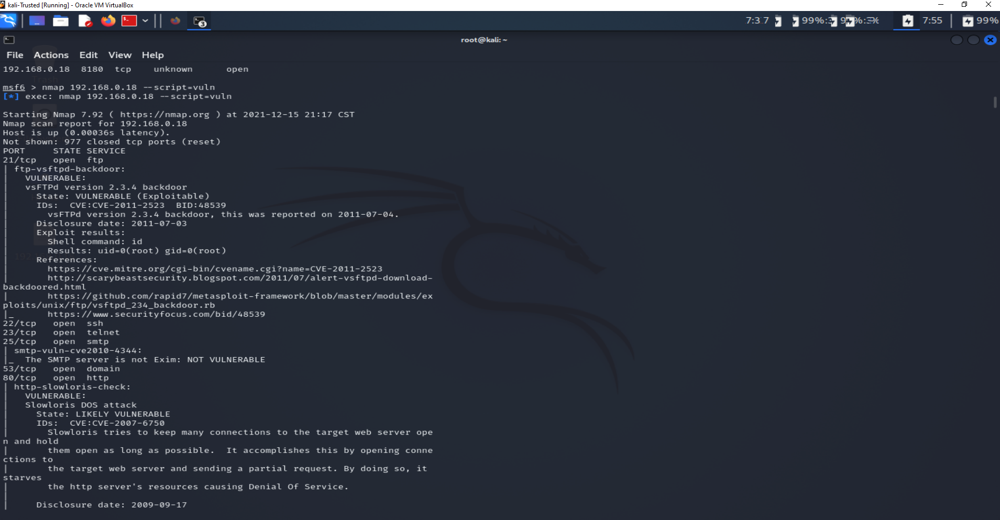 kali-Trusted [Running] - Oracle VM VirtualBox
3
7:37
99%
7:55
99%
root@kali: ~
File Actions Edit View Help
192.168.0.18 8180 tcp unknown open
Trash
msf6 > nmap 192.168.0.18 --script=vuln
[*] exec: nmap 192.168.0.18 --script=vuln
Starting Nmap 7.92 ( https://nmap.org ) at 2021-12-15 21:17 CST
Nmap scan report for 192.168.0.18
Host is up (0.00036s latency).
Not shown: 977 closed tcp ports (reset)
PORT STATE SERVICE
21/tcp open ftp
| ftp-vsftpd-backdoor:
| VULNERABLE:
| vsFTPd version 2.3.4 backdoor
| State: VULNERABLE (Exploitable)
| IDs: CVE:CVE-2011-2523 BID:48539
| vsFTPd version 2.3.4 backdoor, this was reported on 2011-07-04.
| Disclosure date: 2011-07-03
| Exploit results:
| Shell command: id
| Results: uid=0(root) gid=0(root)
| References:
| https://cve.mitre.org/cgi-bin/cvename.cgi?name=CVE-2011-2523
| http://scarybeastsecurity.blogspot.com/2011/07/alert-vsftpd-download-
backdoored.html
| https://github.com/rapid7/metasploit-framework/blob/master/modules/ex
ploits/unix/ftp/vsftpd_234_backdoor.rb
|_ https://www.securityfocus.com/bid/48539
22/tcp open ssh
23/tcp open telnet
25/tcp open smtp
| smtp-vuln-cve2010-4344:
|_ The SMTP server is not Exim: NOT VULNERABLE
53/tcp open domain
80/tcp open http
| http-slowloris-check:
| VULNERABLE:
| Slowloris DOS attack
| State: LIKELY VULNERABLE
| IDs: CVE:CVE-2007-6750
| Slowloris tries to keep many connections to the target web server ope
n and hold
| them open as long as possible. It accomplishes this by opening conne
ctions to
| the target web server and sending a partial request. By doing so, it
starves
| the http server's resources causing Denial Of Service.
|
| Disclosure date: 2009-09-17